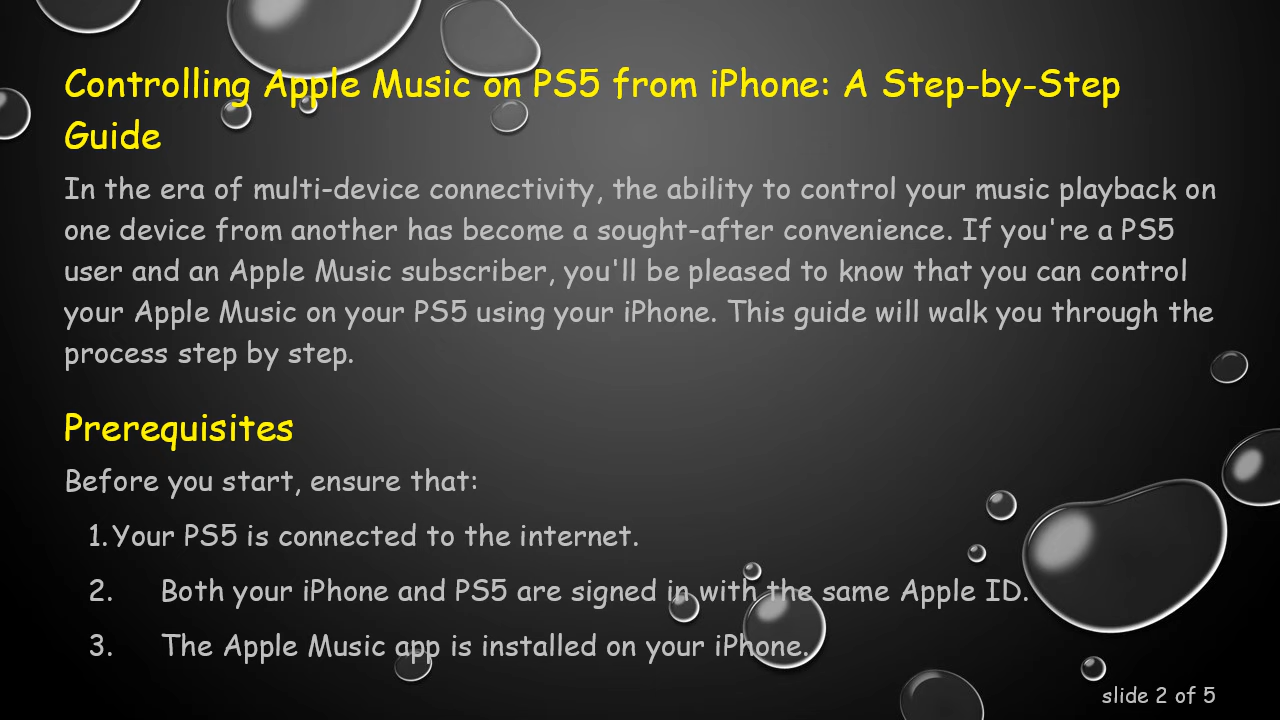 Controlling Apple Music on PS5 from iPhone: A Step-by-Step
Guide
In the era of multi-device connectivity, the ability to control your music playback on
one device from another has become a sought-after convenience. If you're a PS5
user and an Apple Music subscriber, you'll be pleased to know that you can control
your Apple Music on your PS5 using your iPhone. This guide will walk you through the
process step by step.
Prerequisites
Before you start, ensure that:
1. Your PS5 is connected to the internet.
2. Both your iPhone and PS5 are signed in with the same Apple ID.
3. The Apple Music app is installed on your iPhone.
slide 2 of 5